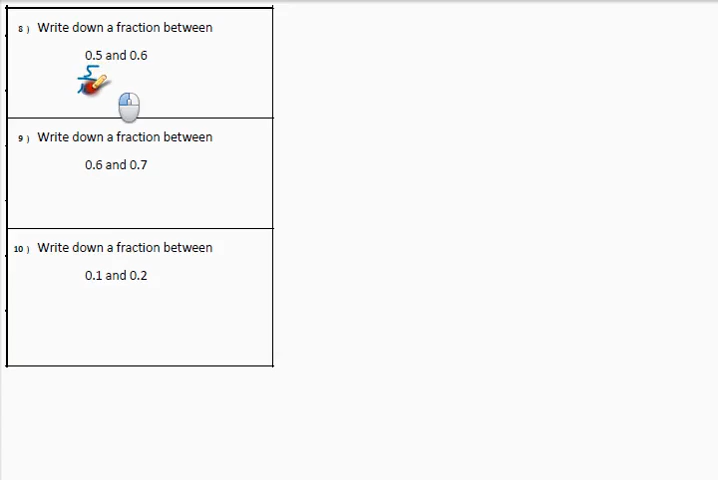 8 ) Write down a fraction between
0.5 and 0.6
5
9 ) Write down a fraction between
0.6 and 0.7
10 ) Write down a fraction between
0.1 and 0.2